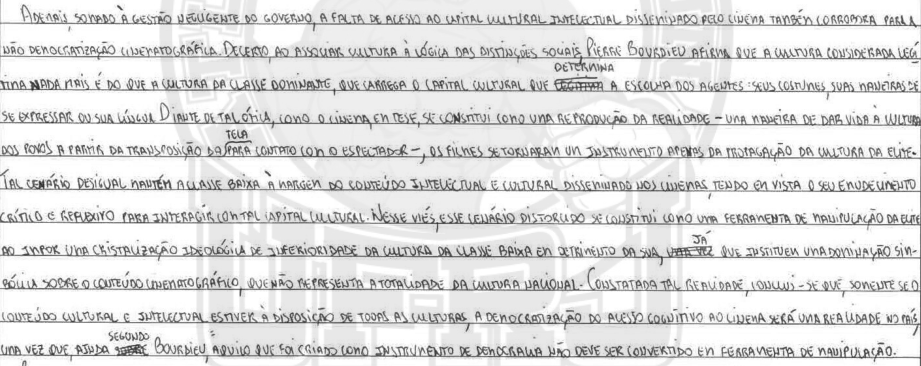 Ademais, somado à gestão negligente do governo, a falta de acesso ao capital cultural intelectual disseminado pelo cinema também corrobora para a
não democratização cinematográfica. Decerto, ao associar cultura à lógica das distinções sociais, Pierre Bourdieu afirma que a cultura considerada legí
tima nada mais é do que a cultura da classe dominante, que carrega o capital cultural que determina a escolha dos agentes: seus costumes, suas maneiras de
se expressar ou sua língua. Diante de tal ótica, como o cinema, em tese, se constitui como uma reprodução da realidade – uma maneira de dar vida à cultura
dos povos a partir da transposição da tela para contato com o espectador –, os filmes se tornaram um instrumento apenas da propagação da cultura da elite.
Tal cenário desigual mantém a classe baixa à margem do conteúdo intelectual e cultural disseminado nos cinemas, tendo em vista o seu emudecimento
crítico e reflexivo para interagir com tal capital cultural. Nesse viés, esse cenário distorcido se constitui como uma ferramenta de manipulação da elite
ao impor uma cristalização ideológica de inferioridade da cultura da classe baixa em detrimento da sua, já que instituem uma dominação sim-
bólica sobre o conteúdo cinematográfico, que não representa a totalidade da cultura nacional. Constatada tal realidade, conclui-se que, somente se o
conteúdo cultural e intelectual estiver à disposição de todas as culturas, a democratização do acesso cognitivo ao cinema será uma realidade no país,
uma vez que, ainda segundo Bourdieu, aquilo que foi criado como instrumento de democracia não deve ser convertido em ferramenta de manipulação.